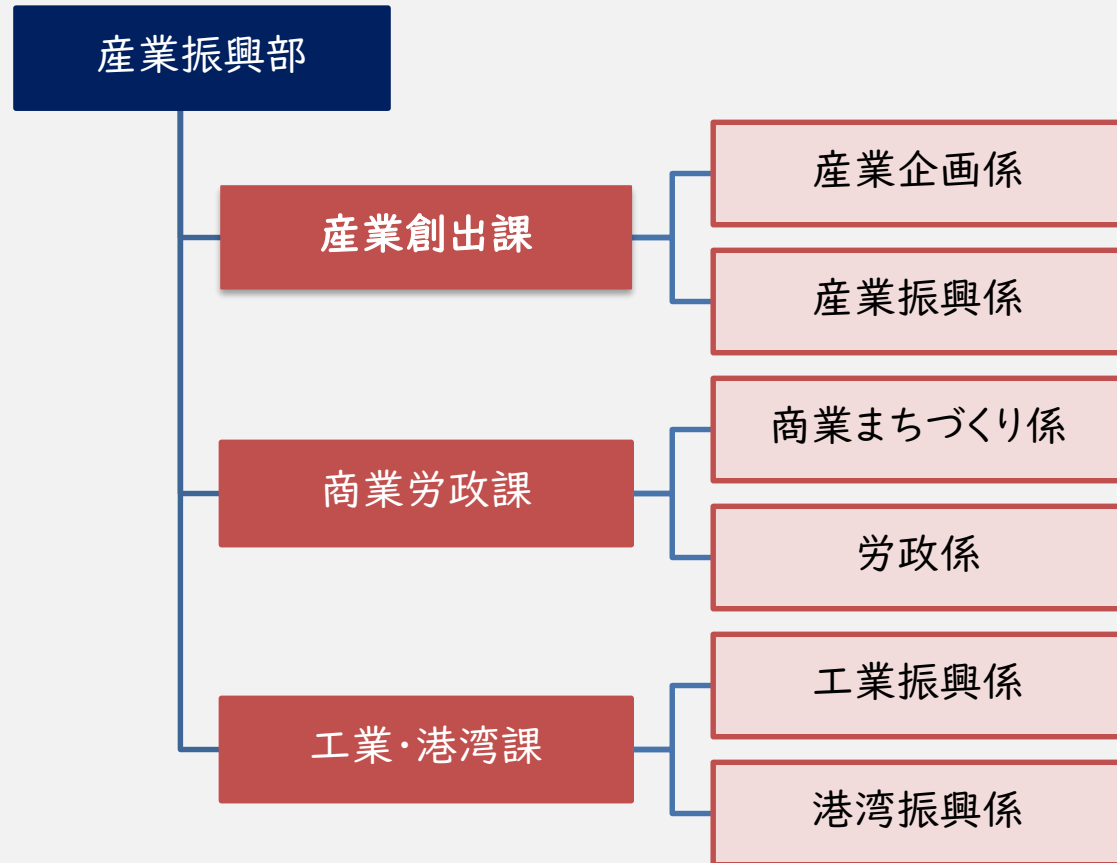 産業振興部
産業創出課
産業企画係
産業振興係
商業労政課
商業まちづくり係
労政係
工業・港湾課
工業振興係
港湾振興係